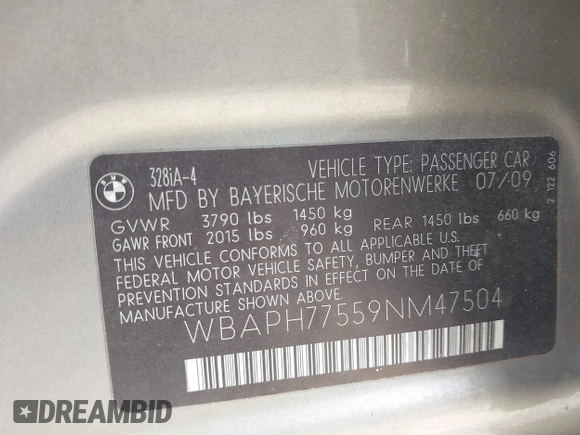 BMW
328iA-4
VEHICLE TYPE: PASSENGER CAR
MFD BY BAYERISCHE MOTORENWERKE 07/09
GVWR 3790 lbs 1450 kg
GAWR FRONT 2015 lbs 960 kg REAR 1450 lbs 660 kg
THIS VEHICLE CONFORMS TO ALL APPLICABLE U.S.
FEDERAL MOTOR VEHICLE SAFETY, BUMPER AND THEFT
PREVENTION STANDARDS IN EFFECT ON THE DATE OF
MANUFACTURE SHOWN ABOVE.
WBAPH77559NM47504
2 122 606
DREAMBID